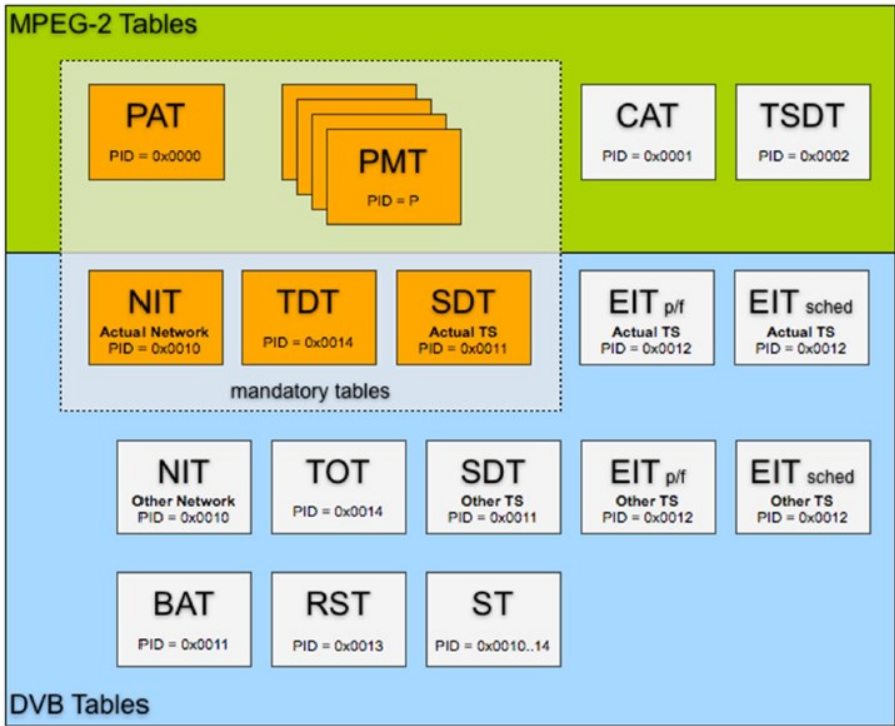 MPEG-2 Tables
PAT
PID = 0x0000
PMT
PID = P
CAT
PID = 0x0001
TSDT
PID = 0x0002
NIT
Actual Network
PID = 0x0010
TDT
PID = 0x0014
SDT
Actual TS
PID = 0x0011
EIT p/f
Actual TS
PID = 0x0012
EIT sched
Actual TS
PID = 0x0012
mandatory tables
NIT
Other Network
PID = 0x0010
TOT
PID = 0x0014
SDT
Other TS
PID = 0x0011
EIT p/f
Other TS
PID = 0x0012
EIT sched
Other TS
PID = 0x0012
BAT
PID = 0x0011
RST
PID = 0x0013
ST
PID = 0x0010..14
DVB Tables